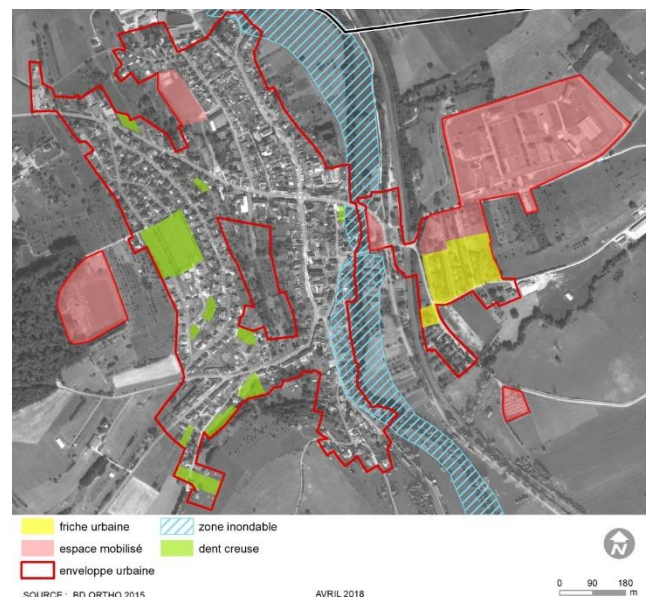 friche urbaine
zone inondable
espace mobilisé
dent creuse
enveloppe urbaine
N
0 90 180
m
SOURCE : BD ORTHO 2015
AVRIL 2018